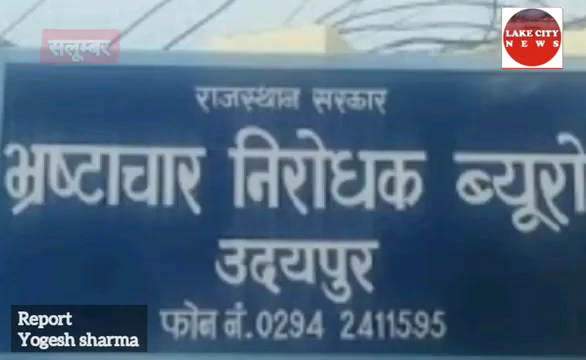 सलूम्बर
LAKE CITY
NEWS
राजस्थान सरकार
भ्रष्टाचार निरोधक ब्यूरो
उदयपुर
फोन नं.0294 2411595
Report
Yogesh sharma